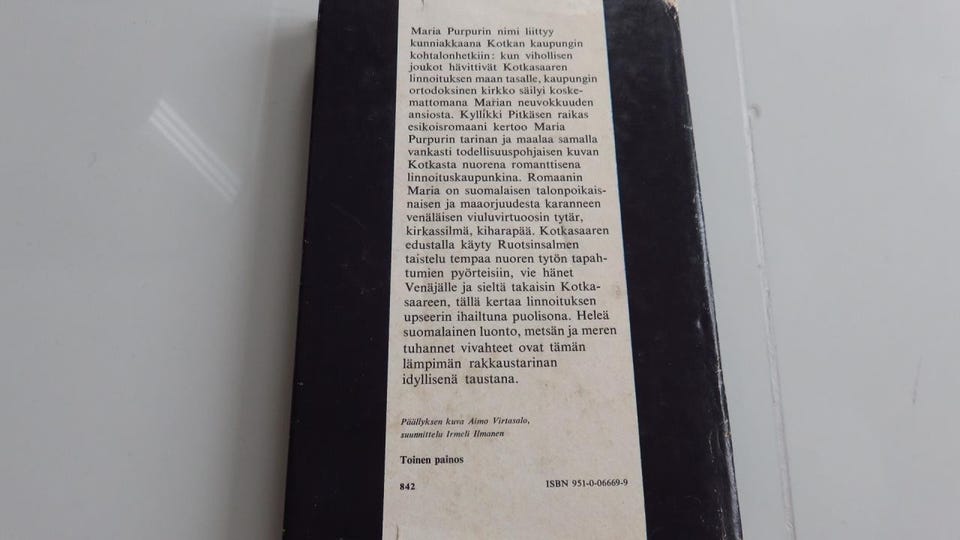 Maria Purpurin nimi liittyy
kunniakkaana Kotkan kaupungin
kohtalonhetkiin: kun vihollisen
joukot hävittivät Kotkasaaren
linnoituksen maan tasalle, kaupungin
ortodoksinen kirkko säilyi koske-
mattomana Marian neuvokkuuden
ansiosta. Kyllikki Pitkäsen raikas
esikoisromaani kertoo Maria
Purpurin tarinan ja maalaa samalla
vankasti todellisuuspohjaisen kuvan
Kotkasta nuorena romanttisena
linnoituskaupunkina. Romaanin
Maria on suomalaisen talonpoikais-
naisen ja maaorjuudesta karanneen
venäläisen viuluvirtuoosin tytär,
kirkassilmä, kiharapää. Kotkasaaren
edustalla käyty Ruotsinsalmen
taistelu tempaa nuoren tytön tapah-
tumien pyörteisiin, vie hänet
Venäjälle ja sieltä takaisin Kotka-
saareen, tällä kertaa linnoituksen
upseerin ihailtuna puolisona. Heleä
suomalainen luonto, metsän ja meren
tuhannet vivahteet ovat tämän
lämpimän rakkaustarinan
idyllisenä taustana.
Päällyksen kuva Aimo Virtasalo,
suunnittelu Irmeli Ilmanen
Toinen painos
842
ISBN 951-0-06669-9